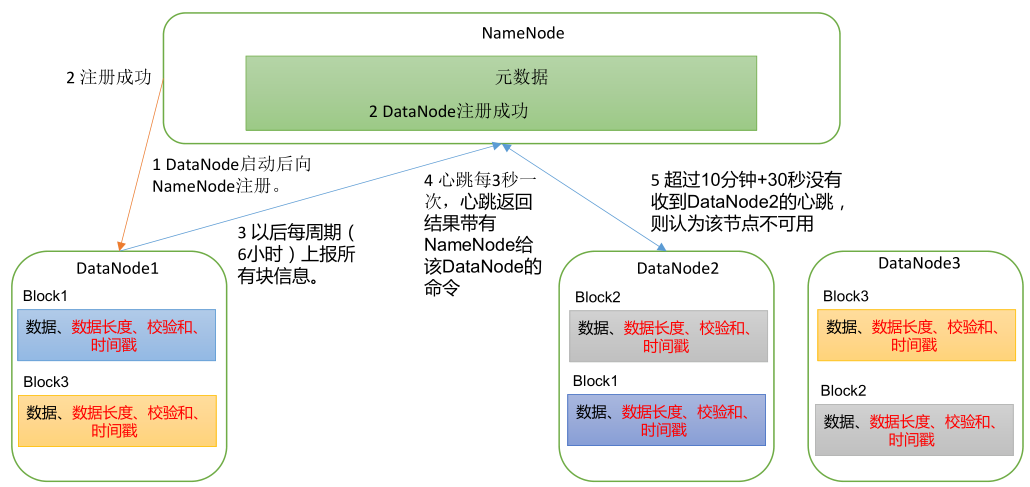 NameNode
元数据
2 DataNode注册成功
2 注册成功
1 DataNode启动后向
NameNode注册。
3 以后每周期（
6小时）上报所
有块信息。
4 心跳每3秒一
次，心跳返回
结果带有
NameNode给
该DataNode的
命令
5 超过10分钟+30秒没有
收到DataNode2的心跳，
则认为该节点不可用
DataNode1
Block1
数据、数据长度、校验和、
时间戳
Block3
数据、数据长度、校验和、
时间戳
DataNode2
Block2
数据、数据长度、校验和、
时间戳
Block1
数据、数据长度、校验和、
时间戳
DataNode3
Block3
数据、数据长度、校验和、
时间戳
Block2
数据、数据长度、校验和、
时间戳